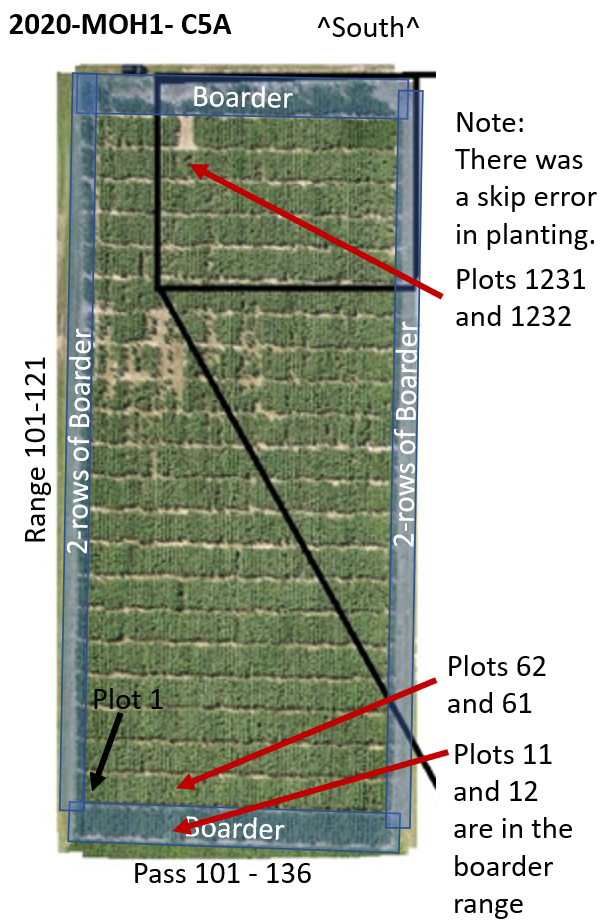 2020-MOH1- C5A
^South^
Boarder
Note:
There was
a skip error
in planting.
Plots 1231
and 1232
2-rows of Boarder
2-rows of Boarder
Range 101-121
Plots 62
and 61
Plot 1
Plots 11
and 12
are in the
boarder
range
Boarder
Pass 101 - 136